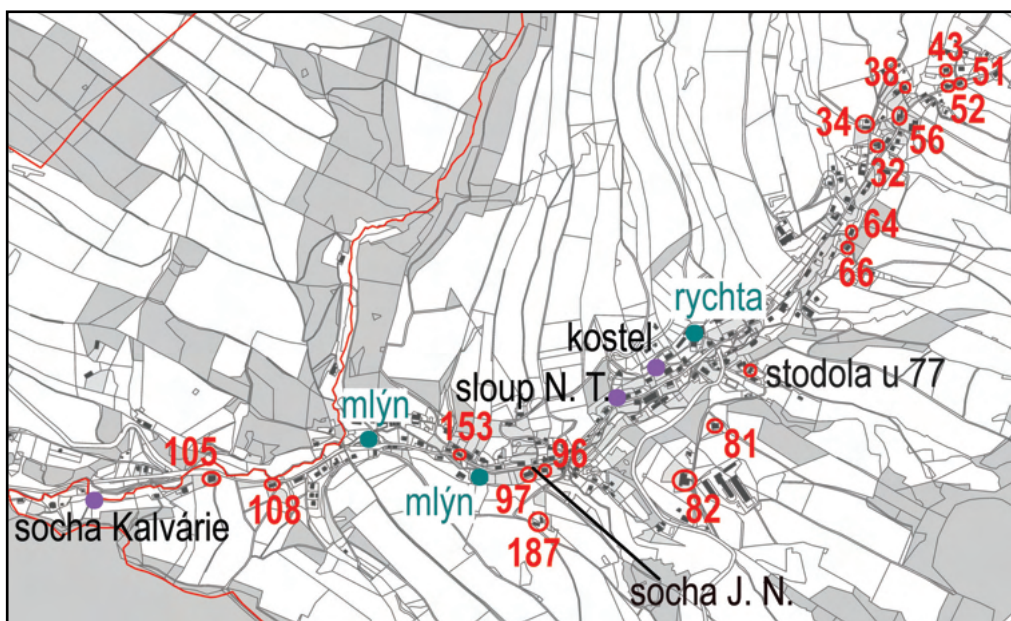 43
51
38
52
34
56
32
64
66
rychta
kostel
stodola u 77
sloup N. T.
mlýn
153
81
96
105
97
82
mlýn
108
socha Kalvárie
187
socha J. N.